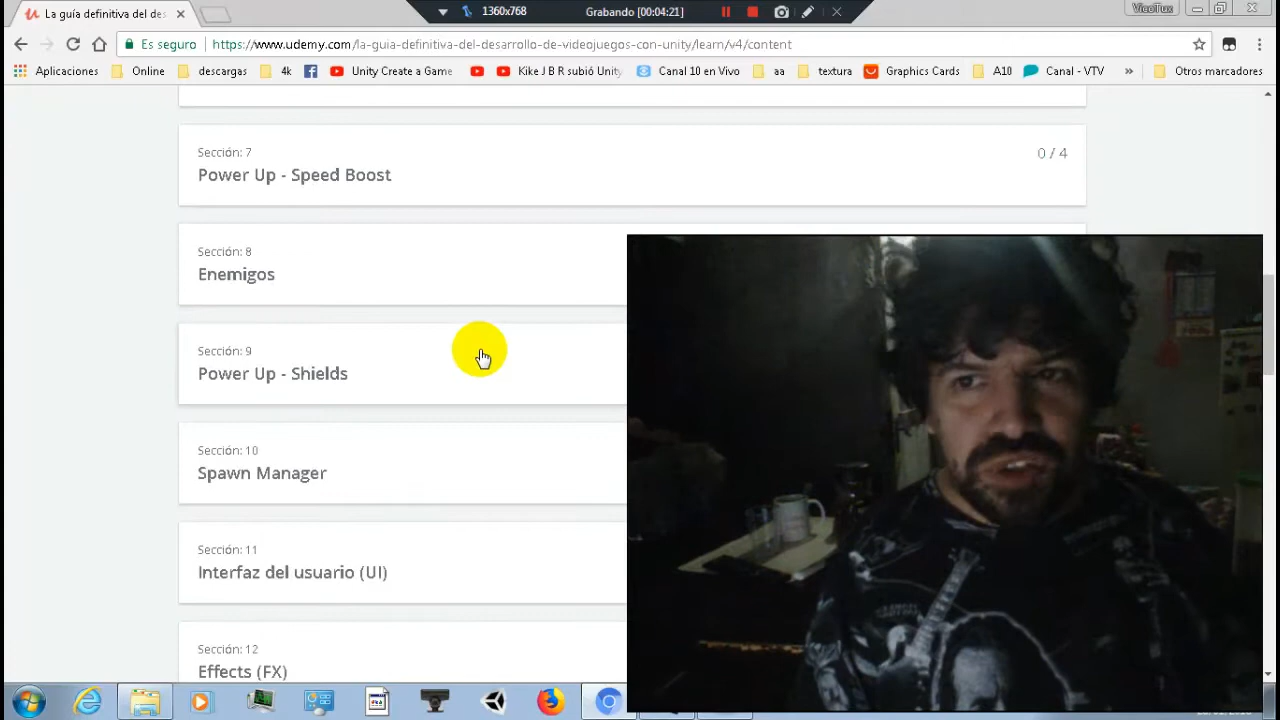 La guía definitiva del des
1360x768
Grabando [00:04:21]
VicoTux
Es seguro
https://www.udemy.com/la-guia-definitiva-del-desarrollo-de-videojuegos-con-unity/learn/v4/content
Aplicaciones
Online
descargas
4k
Unity Create a Game
Kike J B R subió Unity
Canal 10 en Vivo
aa
textura
Graphics Cards
A10
Canal - VTV
»
Otros marcadores
Sección: 7
0 / 4
Power Up - Speed Boost
Sección: 8
Enemigos
Sección: 9
Power Up - Shields
Sección: 10
Spawn Manager
Sección: 11
Interfaz del usuario (UI)
Sección: 12
Effects (FX)